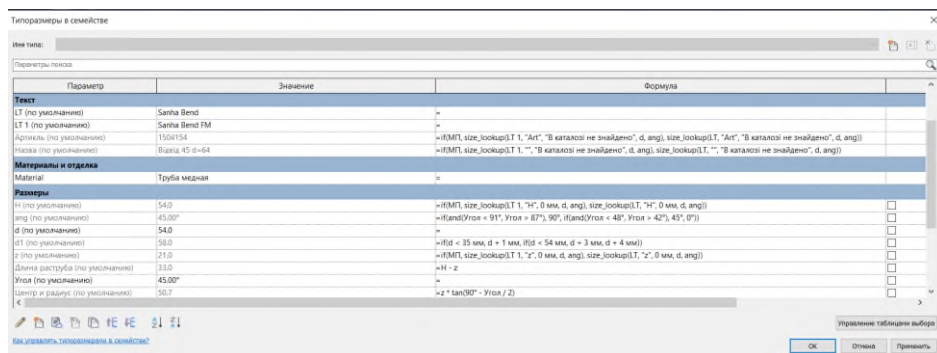 Типоразмеры в семействе
Имя типа:
Параметры поиска
Параметр Значение Формула
Текст
LT (по умолчанию) Sanha Bend =
LT 1 (по умолчанию) Sanha Bend FM =
Артикль (по умолчанию) 1504154 =if(МП, size_lookup(LT 1, "Art", "В каталозі не знайдено", d, ang), size_lookup(LT, "Art", "В каталозі не знайдено", d, ang))
Назва (по умолчанию) Відвід 45 d=64 =if(МП, size_lookup(LT 1, "", "В каталозі не знайдено", d, ang), size_lookup(LT, "", "В каталозі не знайдено", d, ang))
Материалы и отделка
Material Труба медная =
Размеры
H (по умолчанию) 54,0 =if(МП, size_lookup(LT 1, "H", 0 мм, d, ang), size_lookup(LT, "H", 0 мм, d, ang))
ang (по умолчанию) 45.00° =if(and(Угол < 91°, Угол > 87°), 90°, if(and(Угол < 48°, Угол > 42°), 45°, 0°))
d (по умолчанию) 54,0 =
d1 (по умолчанию) 58,0 =if(d < 35 мм, d + 1 мм, if(d < 54 мм, d + 3 мм, d + 4 мм))
z (по умолчанию) 21,0 =if(МП, size_lookup(LT 1, "z", 0 мм, d, ang), size_lookup(LT, "z", 0 мм, d, ang))
Длина раструба (по умолчанию) 33,0 =H - z
Угол (по умолчанию) 45.00° =
Центр и радиус (по умолчанию) 50,7 =z * tan(90° - Угол / 2)
Управление таблицами выбора
Как управлять типоразмерами в семействе?
ОК Отмена Применить